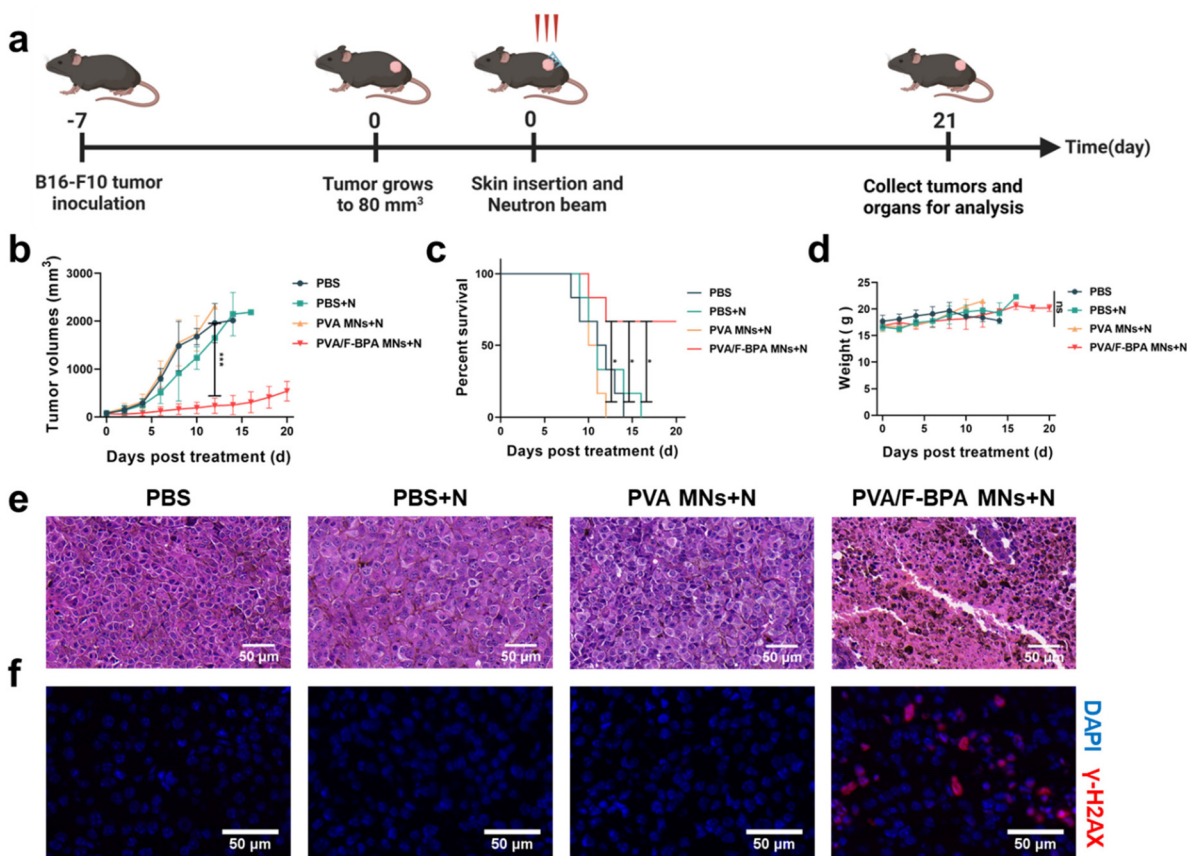 a
-7
0
0
21
Time(day)
B16-F10 tumor
inoculation
Tumor grows
to 80 mm³
Skin insertion and
Neutron beam
Collect tumors and
organs for analysis
b
Tumor volumes (mm³)
3000
2000
1000
0
0
5
10
15
20
Days post treatment (d)
***
PBS
PBS+N
PVA MNs+N
PVA/F-BPA MNs+N
c
Percent survival
100
50
0
0
5
10
15
20
Days post treatment (d)
*
*
*
PBS
PBS+N
PVA MNs+N
PVA/F-BPA MNs+N
d
Weight (g)
25
20
15
10
5
0
0
5
10
15
20
Days post treatment (d)
ns
PBS
PBS+N
PVA MNs+N
PVA/F-BPA MNs+N
e
PBS
PBS+N
PVA MNs+N
PVA/F-BPA MNs+N
50 μm
50 μm
50 μm
50 μm
f
50 μm
50 μm
50 μm
50 μm
DAPI γ-H2AX